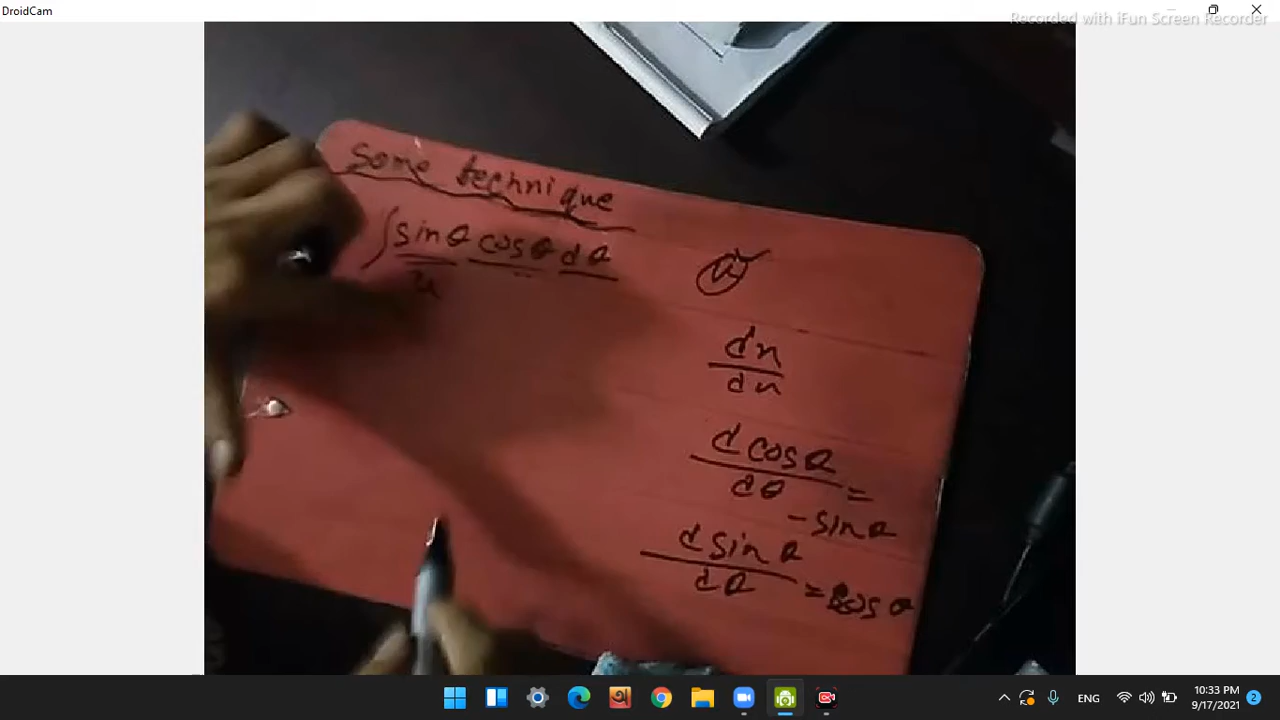 DroidCam
Recorded with iFun Screen Recorder
some technique
∫ sinθ cosθ dθ
u
u
dx
dx
d cosθ
dθ =
- sinθ
d sinθ
dθ = cosθ
ENG
10:33 PM
9/17/2021
2